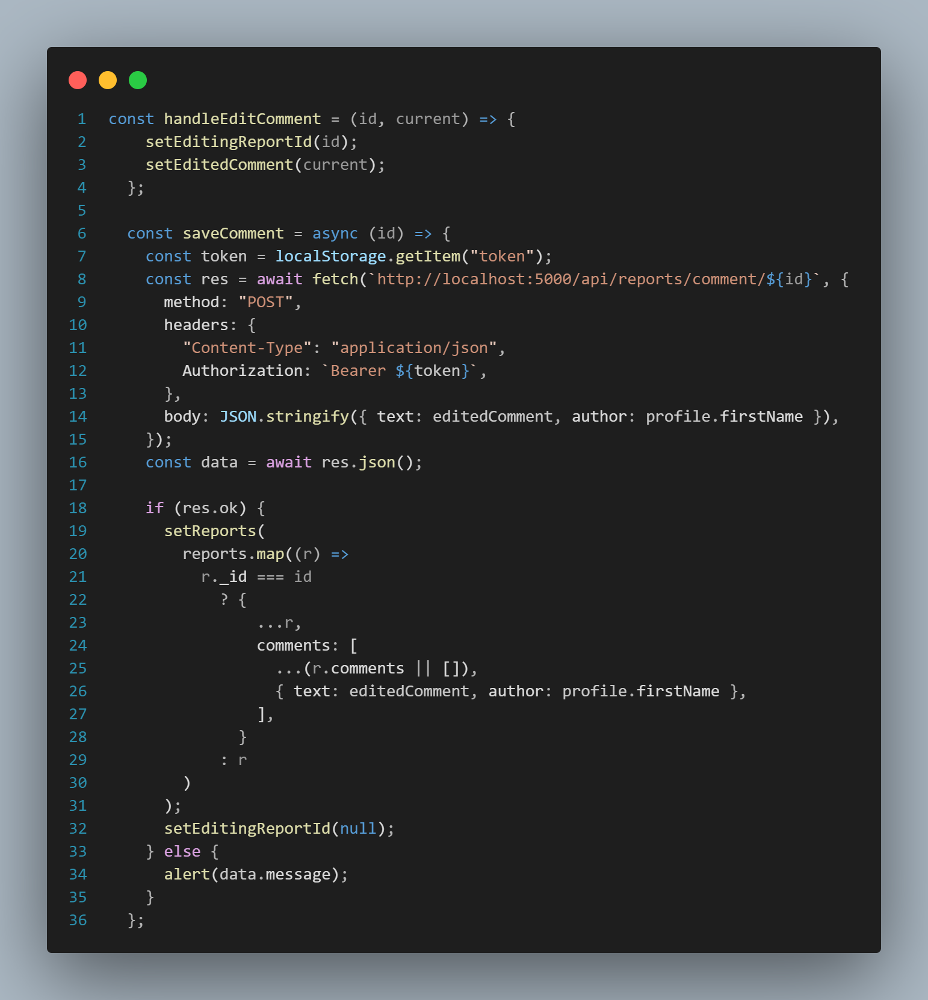 1 const handleEditComment = (id, current) => {
2 setEditingReportId(id);
3 setEditedComment(current);
4 };
5
6 const saveComment = async (id) => {
7 const token = localStorage.getItem("token");
8 const res = await fetch(`http://localhost:5000/api/reports/comment/${id}`, {
9 method: "POST",
10 headers: {
11 "Content-Type": "application/json",
12 Authorization: `Bearer ${token}`,
13 },
14 body: JSON.stringify({ text: editedComment, author: profile.firstName }),
15 });
16 const data = await res.json();
17
18 if (res.ok) {
19 setReports(
20 reports.map((r) =>
21 r._id === id
22 ? {
23 ...r,
24 comments: [
25 ...(r.comments || []),
26 { text: editedComment, author: profile.firstName },
27 ],
28 }
29 : r
30 )
31 );
32 setEditingReportId(null);
33 } else {
34 alert(data.message);
35 }
36 };